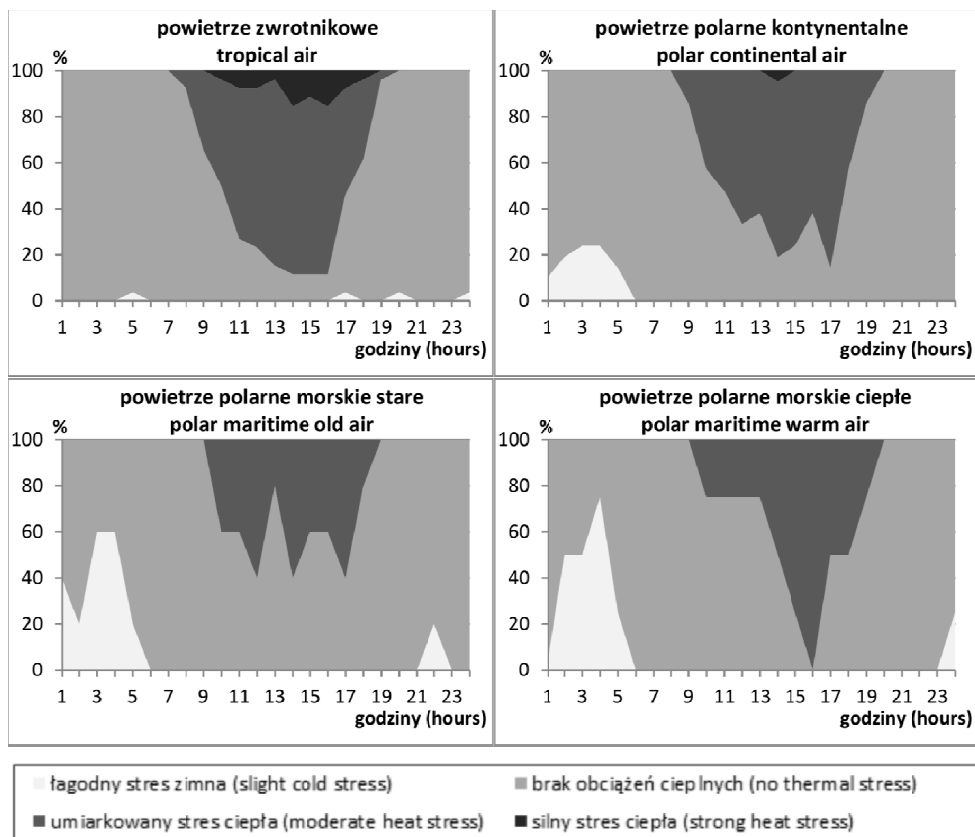 powietrze zwrotnikowe
tropical air
%
100
80
60
40
20
0
1 3 5 7 9 11 13 15 17 19 21 23
godziny (hours)
powietrze polarne kontynentalne
polar continental air
%
100
80
60
40
20
0
1 3 5 7 9 11 13 15 17 19 21 23
godziny (hours)
powietrze polarne morskie stare
polar maritime old air
%
100
80
60
40
20
0
1 3 5 7 9 11 13 15 17 19 21 23
godziny (hours)
powietrze polarne morskie ciepłe
polar maritime warm air
%
100
80
60
40
20
0
1 3 5 7 9 11 13 15 17 19 21 23
godziny (hours)
łagodny stres zimna (slight cold stress)
brak obciążeń cieplnych (no thermal stress)
umiarkowany stres ciepła (moderate heat stress)
silny stres ciepła (strong heat stress)